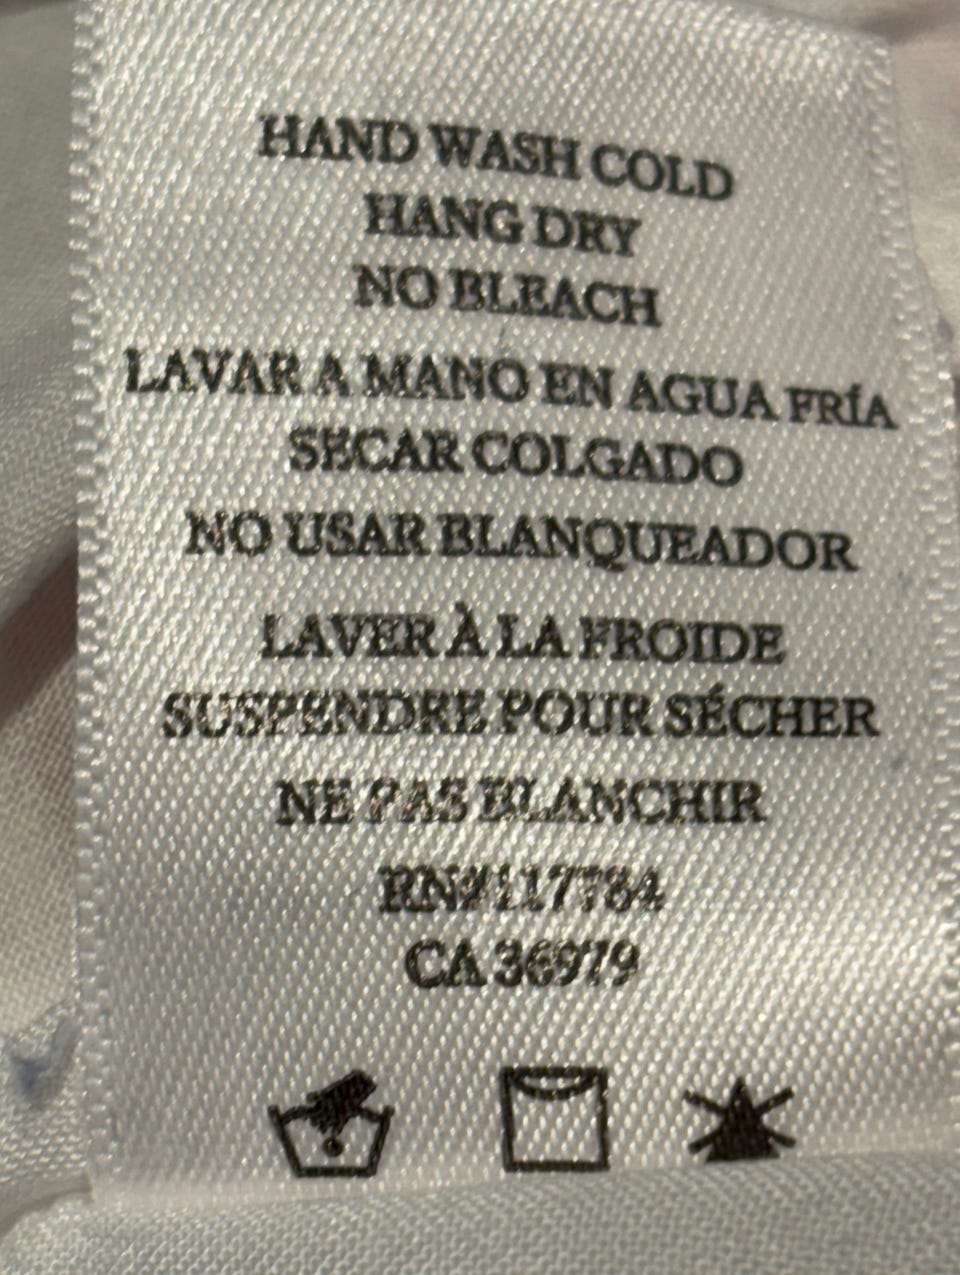 HAND WASH COLD
HANG DRY
NO BLEACH
LAVAR A MANO EN AGUA FRÍA
SECAR COLGADO
NO USAR BLANQUEADOR
LAVER À LA FROIDE
SUSPENDRE POUR SÉCHER
NE PAS BLANCHIR
RN#117784
CA 36979